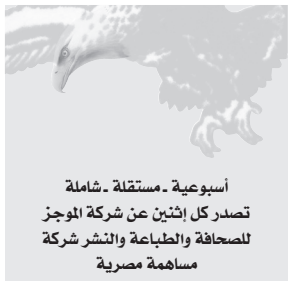 أسبوعية ـ مستقلة ـ شاملة
تصدر كل إثنين عن شركة الموجز
للصحافة والطباعة والنشر شركة
مساهمة مصرية